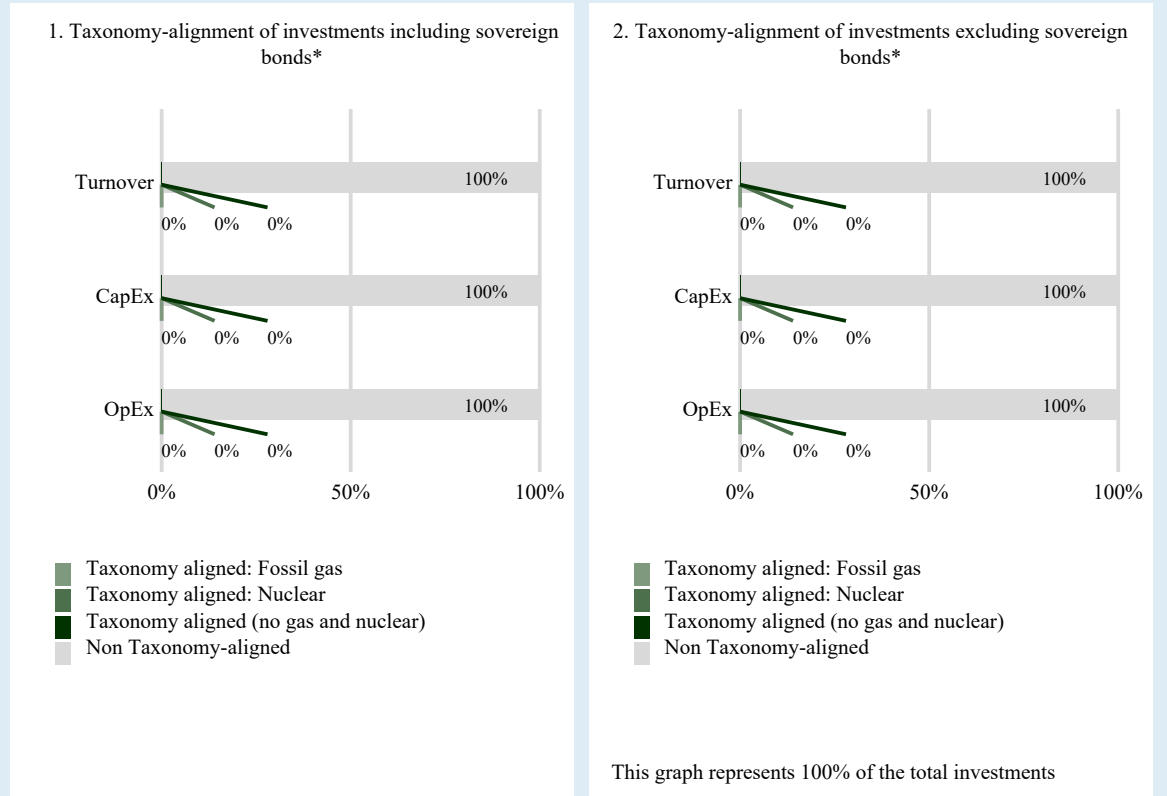 1. Taxonomy-alignment of investments including sovereign
bonds*
Turnover
100%
0% 0% 0%
CapEx
100%
0% 0% 0%
OpEx
100%
0% 0% 0%
0% 50% 100%
Taxonomy aligned: Fossil gas
Taxonomy aligned: Nuclear
Taxonomy aligned (no gas and nuclear)
Non Taxonomy-aligned
2. Taxonomy-alignment of investments excluding sovereign
bonds*
Turnover
100%
0% 0% 0%
CapEx
100%
0% 0% 0%
OpEx
100%
0% 0% 0%
0% 50% 100%
Taxonomy aligned: Fossil gas
Taxonomy aligned: Nuclear
Taxonomy aligned (no gas and nuclear)
Non Taxonomy-aligned
This graph represents 100% of the total investments